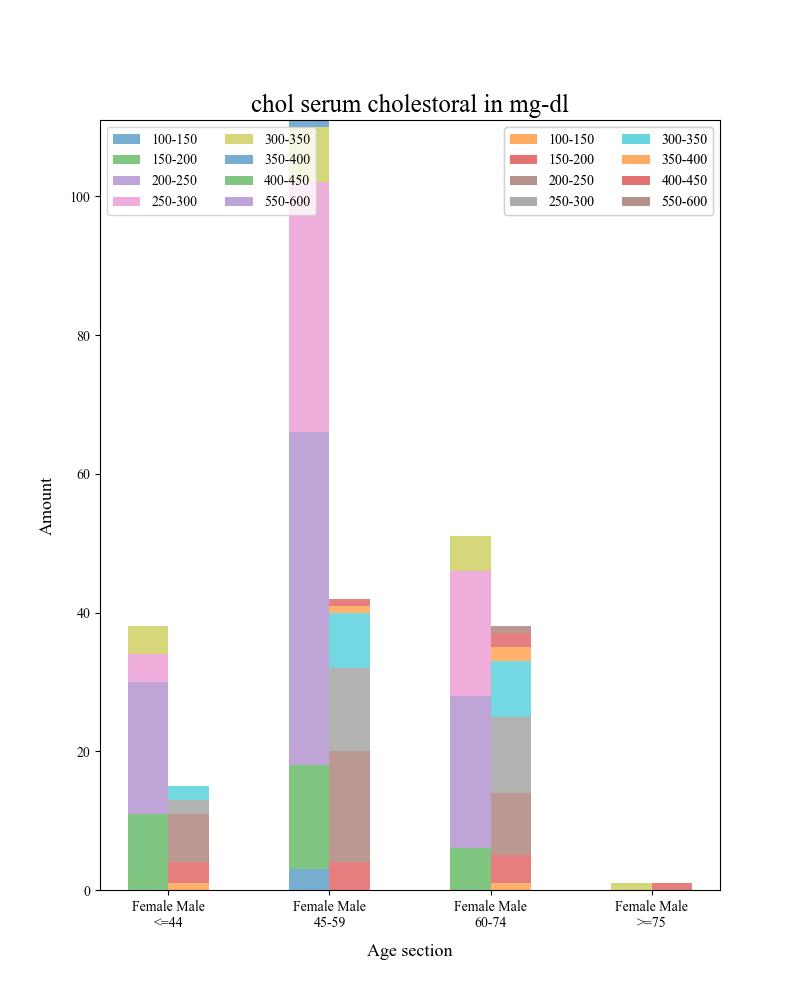 chol serum cholestoral in mg-dl
100-150 300-350
150-200 350-400
200-250 400-450
250-300 550-600
100-150 300-350
150-200 350-400
200-250 400-450
250-300 550-600
100
80
60
40
20
0
Amount
Female Male Female Male Female Male Female Male
<=44 45-59 60-74 >=75
Age section